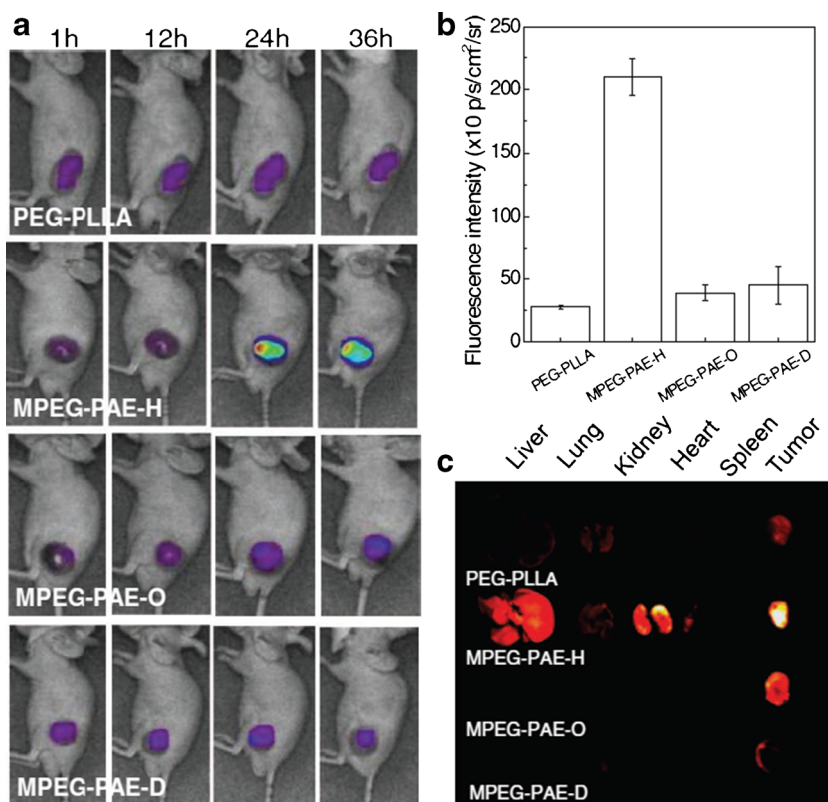 a
1h 12h 24h 36h
PEG-PLLA
MPEG-PAE-H
MPEG-PAE-O
MPEG-PAE-D
b
Fluorescence intensity (x10 p/s/cm²/sr)
250
200
150
100
50
0
PEG-PLLA MPEG-PAE-H MPEG-PAE-O MPEG-PAE-D
c
Liver Lung Kidney Heart Spleen Tumor
PEG-PLLA
MPEG-PAE-H
MPEG-PAE-O
MPEG-PAE-D